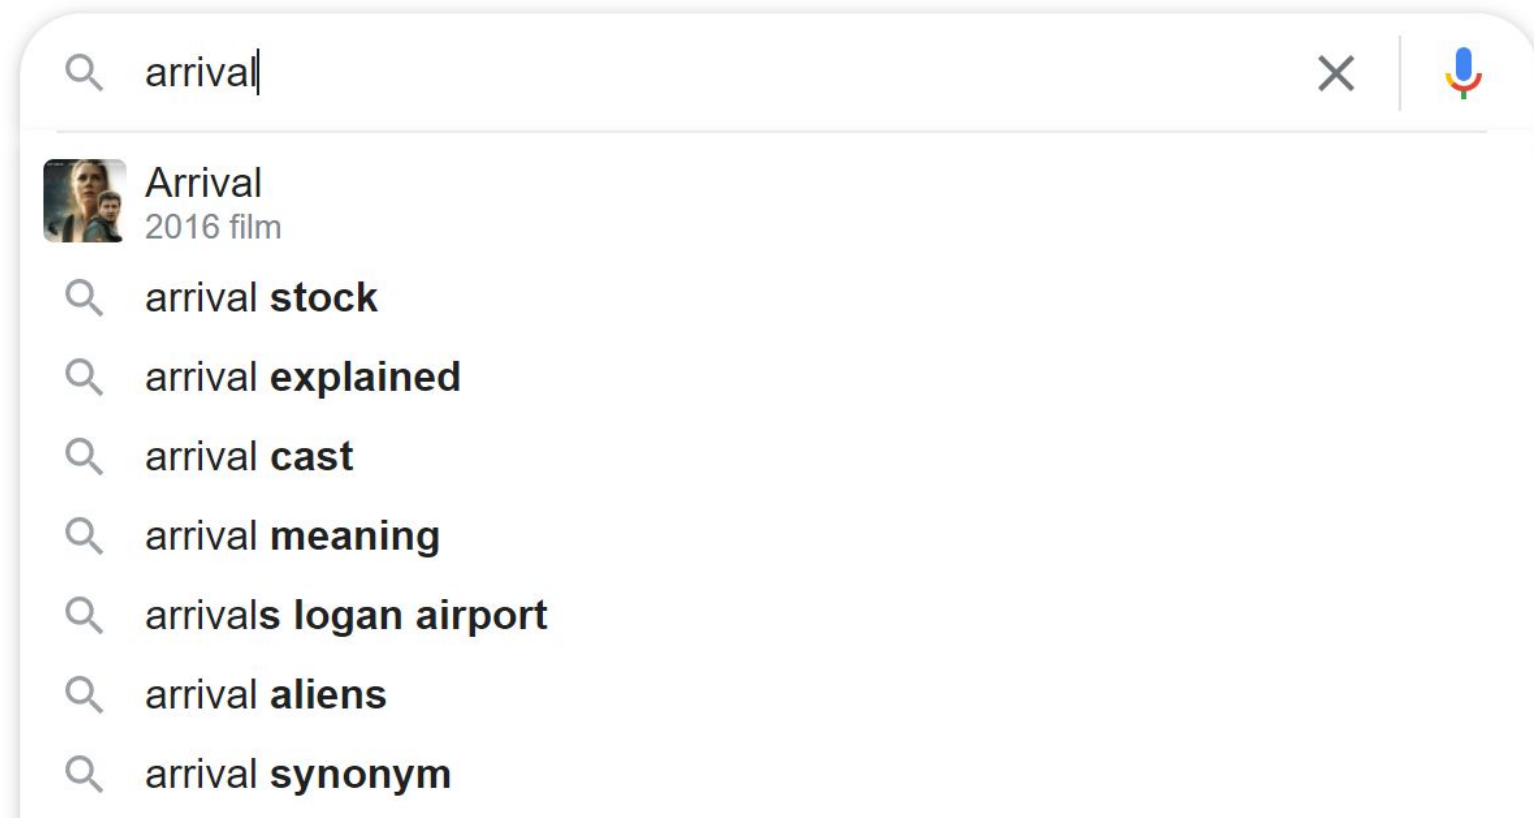 arrival
Arrival
2016 film
arrival stock
arrival explained
arrival cast
arrival meaning
arrivals logan airport
arrival aliens
arrival synonym